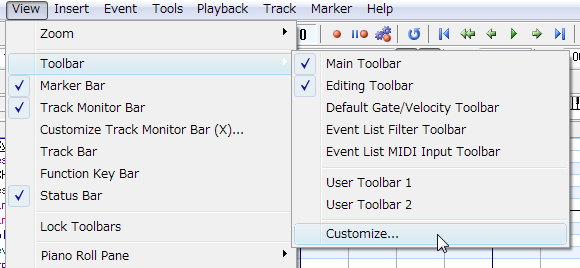 View Insert Event Tools Playback Track Marker Help
Zoom
Toolbar
Marker Bar
Track Monitor Bar
Customize Track Monitor Bar (X)...
Track Bar
Function Key Bar
Status Bar
Lock Toolbars
Piano Roll Pane
Main Toolbar
Editing Toolbar
Default Gate/Velocity Toolbar
Event List Filter Toolbar
Event List MIDI Input Toolbar
User Toolbar 1
User Toolbar 2
Customize...